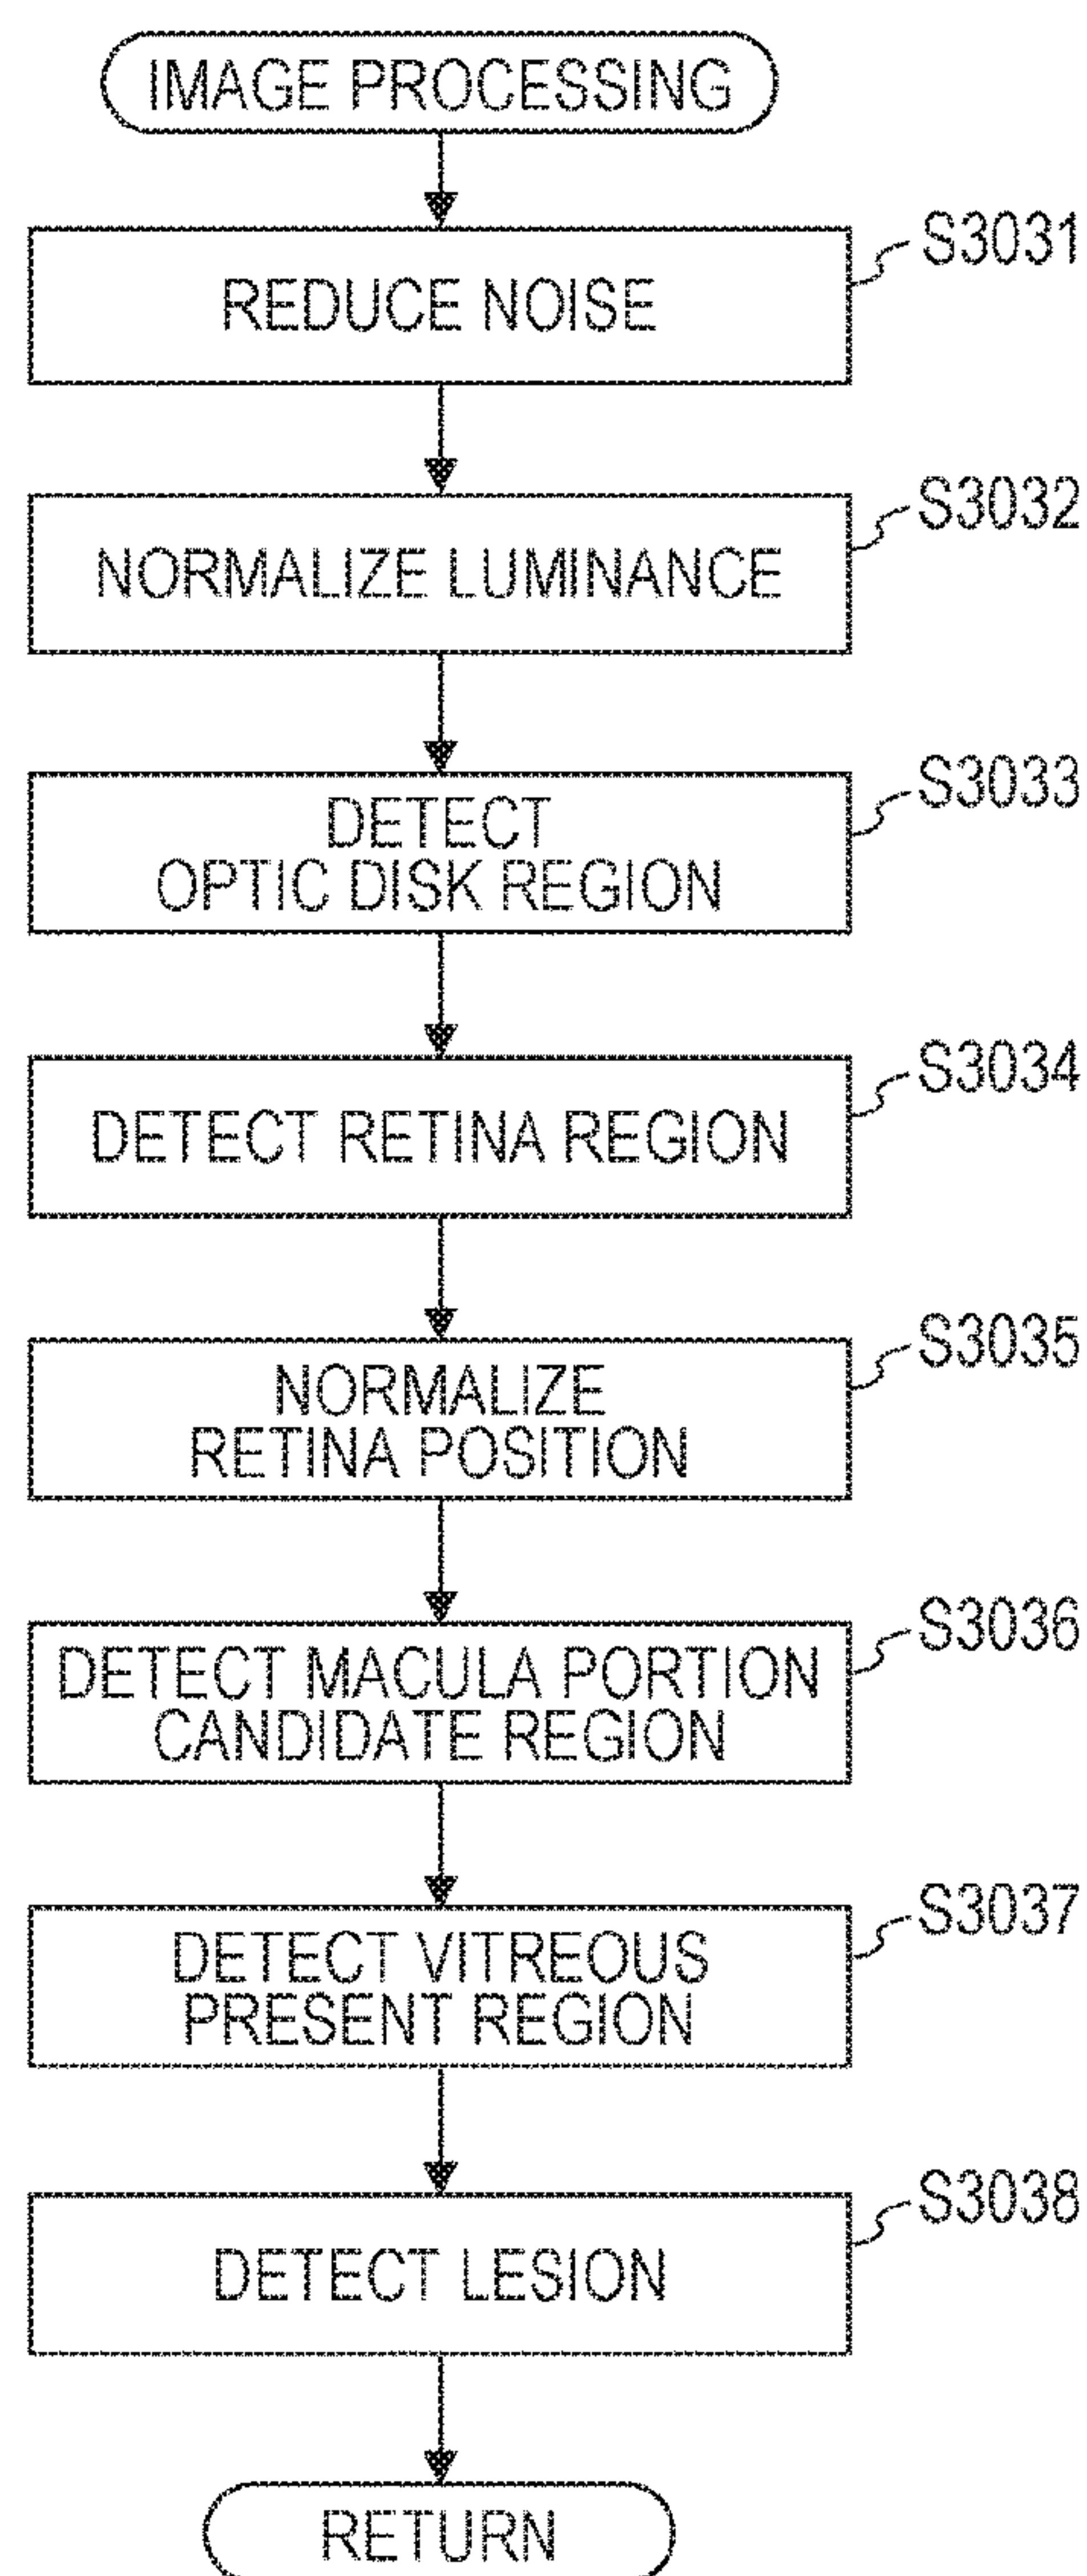 IMAGE PROCESSING
S3031
REDUCE NOISE
S3032
NORMALIZE LUMINANCE
S3033
DETECT
OPTIC DISK REGION
S3034
DETECT RETINA REGION
S3035
NORMALIZE
RETINA POSITION
S3036
DETECT MACULA PORTION
CANDIDATE REGION
S3037
DETECT VITREOUS
PRESENT REGION
S3038
DETECT LESION
RETURN